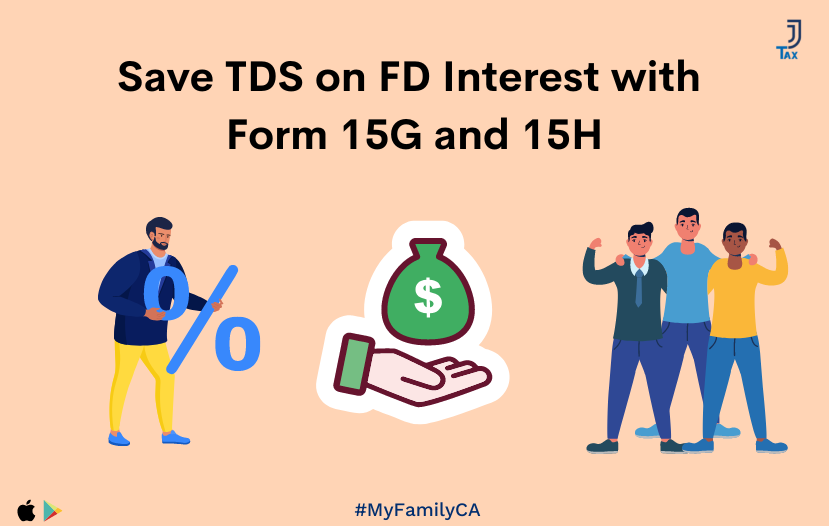 J
TAX
Save TDS on FD Interest with
Form 15G and 15H
%
$
#MyFamilyCA